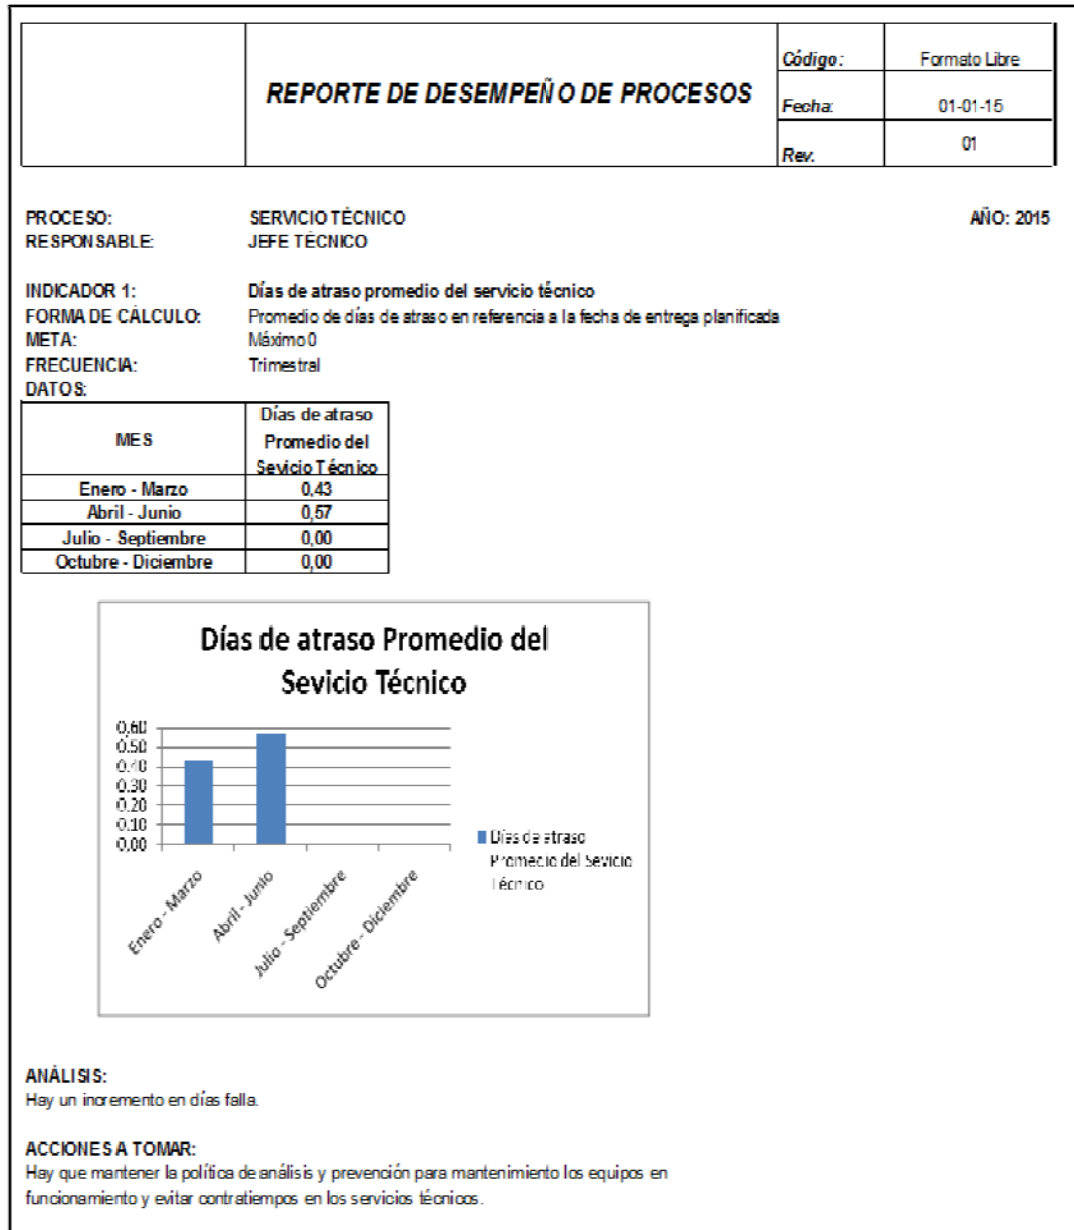 REPORTE DE DESEMPEÑO DE PROCESOS
Código: Formato Libre
Fecha: 01-01-15
Rev. 01
PROCESO: SERVICIO TÉCNICO AÑO: 2015
RESPONSABLE: JEFE TÉCNICO
INDICADOR 1: Días de atraso promedio del servicio técnico
FORMA DE CÁLCULO: Promedio de días de atraso en referencia a la fecha de entrega planificada
META: Máximo 0
FRECUENCIA: Trimestral
DATOS:
MES
Días de atraso
Promedio del
Sevicio Técnico
Enero - Marzo 0,43
Abril - Junio 0,57
Julio - Septiembre 0,00
Octubre - Diciembre 0,00
Días de atraso Promedio del
Sevicio Técnico
0,60
0,50
0,40
0,30
0,20
0,10
0,00
Enero - Marzo
Abril - Junio
Julio - Septiembre
Octubre - Diciembre
Días de atraso
Promedio del Sevicio
Técnico
ANÁLISIS:
Hay un incremento en días falla.
ACCIONES A TOMAR:
Hay que mantener la política de análisis y prevención para mantenimiento los equipos en
funcionamiento y evitar contratiempos en los servicios técnicos.